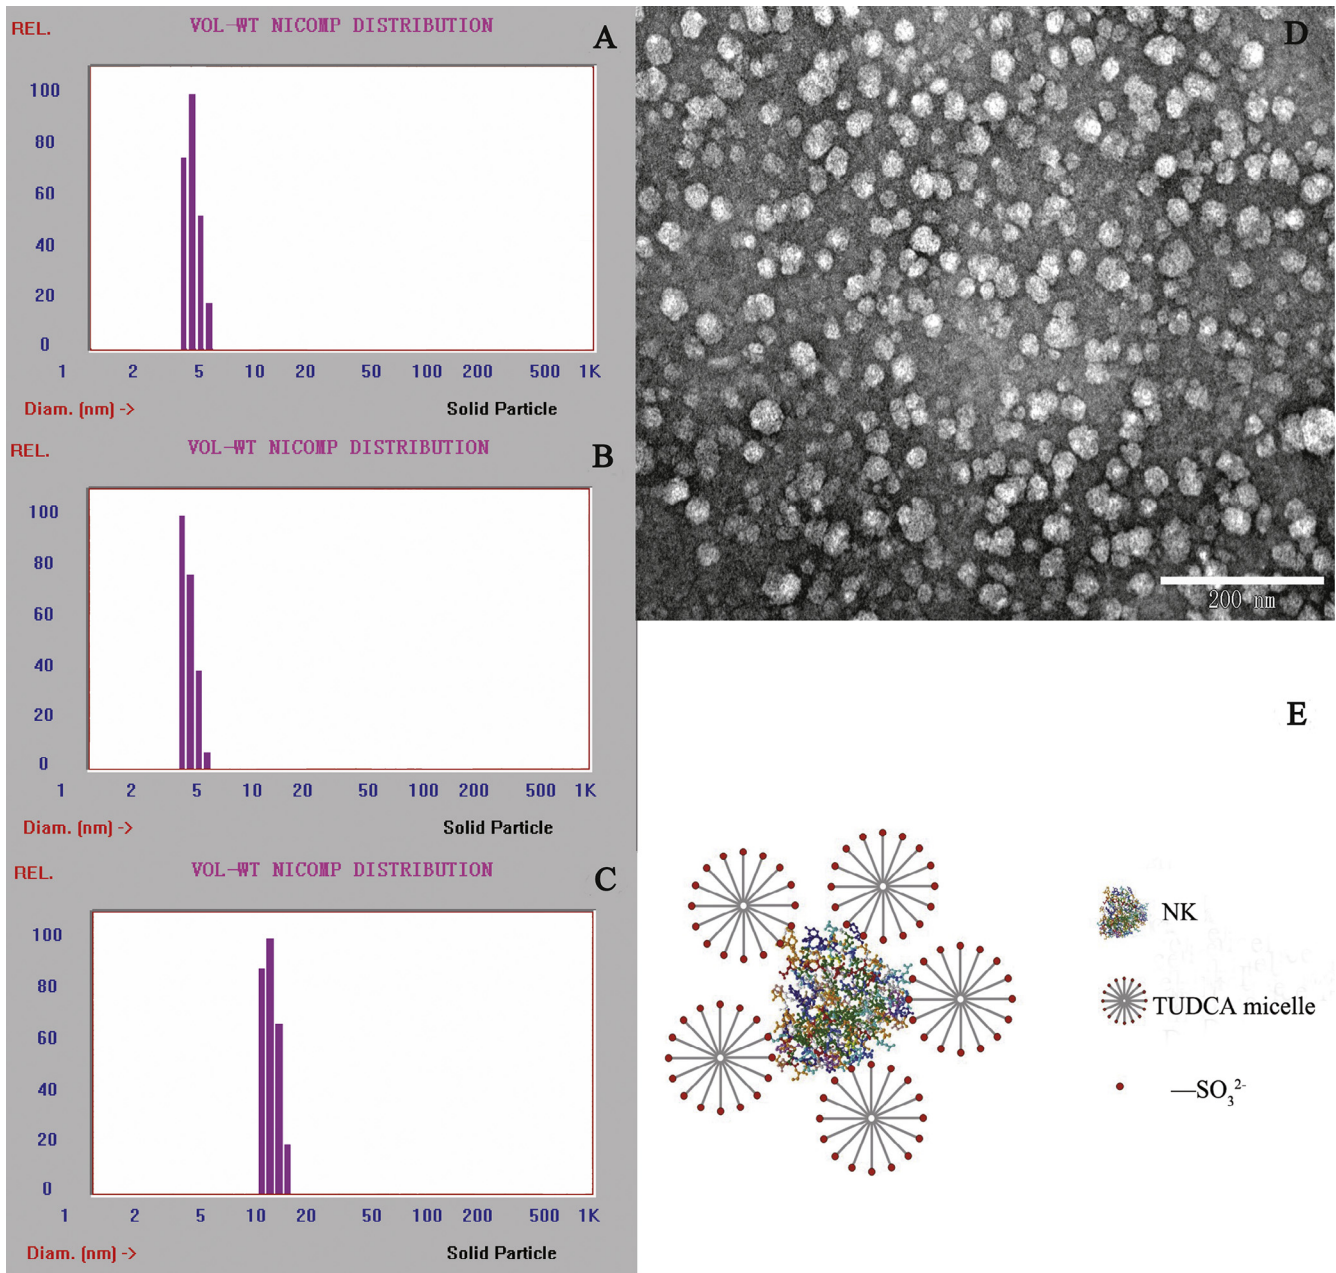 REL.
VOL-WT NICOMP DISTRIBUTION
A
100
80
60
40
20
0
1 2 5 10 20 50 100 200 500 1K
Diam. (nm) ->
Solid Particle
REL.
VOL-WT NICOMP DISTRIBUTION
B
100
80
60
40
20
0
1 2 5 10 20 50 100 200 500 1K
Diam. (nm) ->
Solid Particle
REL.
VOL-WT NICOMP DISTRIBUTION
C
100
80
60
40
20
0
1 2 5 10 20 50 100 200 500 1K
Diam. (nm) ->
Solid Particle
D
200 nm
E
NK
TUDCA micelle
—SO₃²⁻